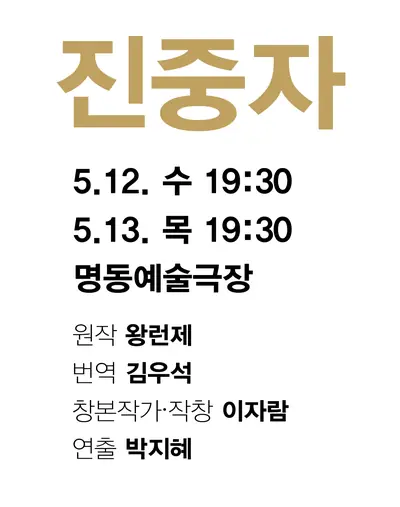 진중자
5.12. 수 19:30
5.13. 목 19:30
명동예술극장
원작 왕런제
번역 김우석
창본작가·작창 이자람
연출 박지혜